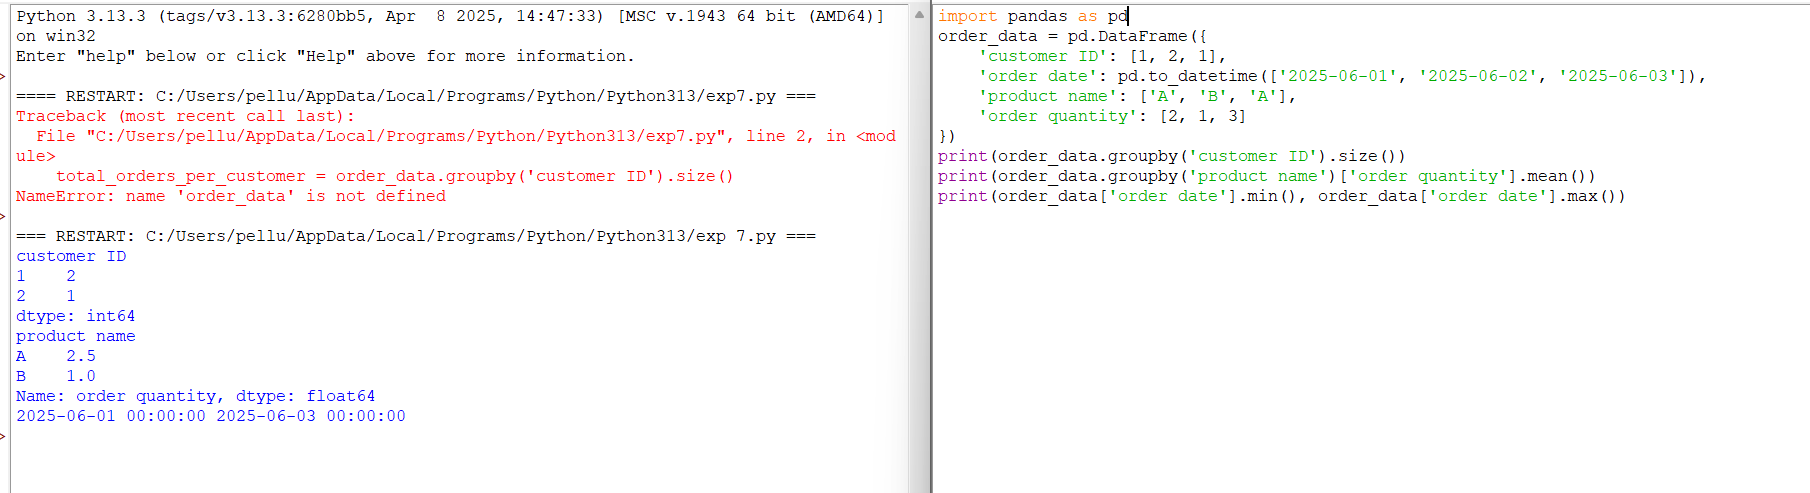 Python 3.13.3 (tags/v3.13.3:6280bb5, Apr  8 2025, 14:47:33) [MSC v.1943 64 bit (AMD64)]
on win32
Enter "help" below or click "Help" above for more information.
>
==== RESTART: C:/Users/pellu/AppData/Local/Programs/Python/Python313/exp7.py ===
Traceback (most recent call last):
  File "C:/Users/pellu/AppData/Local/Programs/Python/Python313/exp7.py", line 2, in <mod
ule>
    total_orders_per_customer = order_data.groupby('customer ID').size()
NameError: name 'order_data' is not defined
>
=== RESTART: C:/Users/pellu/AppData/Local/Programs/Python/Python313/exp 7.py ===
customer ID
1    2
2    1
dtype: int64
product name
A    2.5
B    1.0
Name: order quantity, dtype: float64
2025-06-01 00:00:00 2025-06-03 00:00:00
>
import pandas as pd
order_data = pd.DataFrame({
    'customer ID': [1, 2, 1],
    'order date': pd.to_datetime(['2025-06-01', '2025-06-02', '2025-06-03']),
    'product name': ['A', 'B', 'A'],
    'order quantity': [2, 1, 3]
})
print(order_data.groupby('customer ID').size())
print(order_data.groupby('product name')['order quantity'].mean())
print(order_data['order date'].min(), order_data['order date'].max())